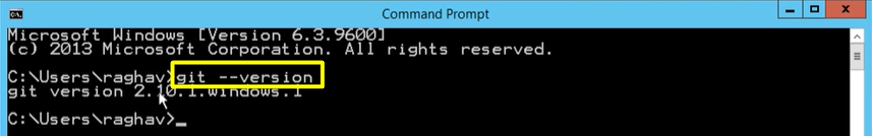 Command Prompt
Microsoft Windows [Version 6.3.9600]
(c) 2013 Microsoft Corporation. All rights reserved.
C:\Users\raghav>git --version
git version 2.10.1.windows.1
C:\Users\raghav>_